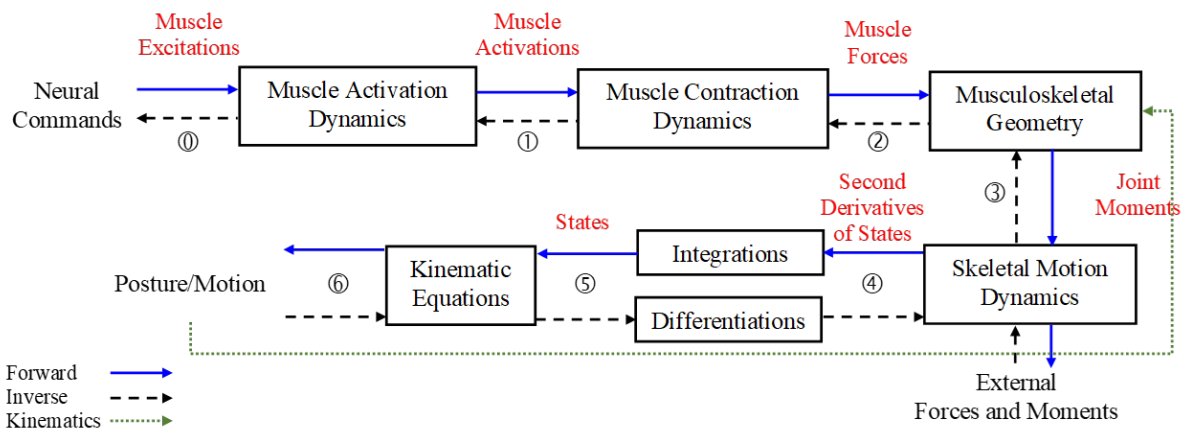 Muscle
Excitations
Muscle
Activations
Muscle
Forces
Neural
Commands
Muscle Activation
Dynamics
Muscle Contraction
Dynamics
Musculoskeletal
Geometry
⓪
①
②
③
Joint
Moments
Second
Derivatives
of States
States
Posture/Motion
⑥
Kinematic
Equations
⑤
Integrations
Differentiations
④
Skeletal Motion
Dynamics
External
Forces and Moments
Forward
Inverse
Kinematics